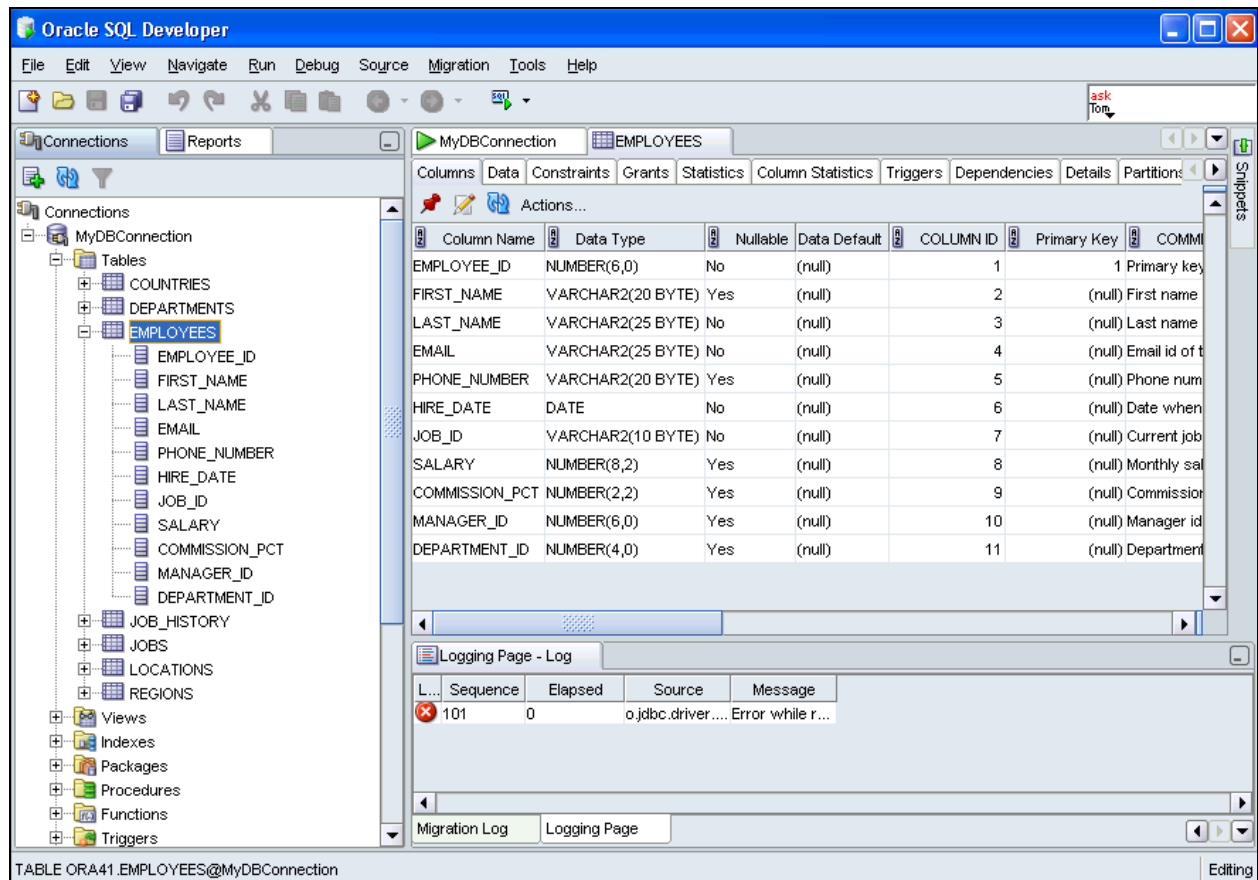 Oracle SQL Developer
File Edit View Navigate Run Debug Source Migration Tools Help
SQL
ask
Tom
Connections Reports
MyDBConnection EMPLOYEES
Snippets
Columns Data Constraints Grants Statistics Column Statistics Triggers Dependencies Details Partitions
Actions...
Connections
MyDBConnection
Tables
COUNTRIES
DEPARTMENTS
EMPLOYEES
EMPLOYEE_ID
FIRST_NAME
LAST_NAME
EMAIL
PHONE_NUMBER
HIRE_DATE
JOB_ID
SALARY
COMMISSION_PCT
MANAGER_ID
DEPARTMENT_ID
JOB_HISTORY
JOBS
LOCATIONS
REGIONS
Views
Indexes
Packages
Procedures
Functions
Triggers
Column Name Data Type Nullable Data Default COLUMN ID Primary Key COMM
EMPLOYEE_ID NUMBER(6,0) No (null) 1 1 Primary key
FIRST_NAME VARCHAR2(20 BYTE) Yes (null) 2 (null) First name
LAST_NAME VARCHAR2(25 BYTE) No (null) 3 (null) Last name
EMAIL VARCHAR2(25 BYTE) No (null) 4 (null) Email id of t
PHONE_NUMBER VARCHAR2(20 BYTE) Yes (null) 5 (null) Phone num
HIRE_DATE DATE No (null) 6 (null) Date when
JOB_ID VARCHAR2(10 BYTE) No (null) 7 (null) Current job
SALARY NUMBER(8,2) Yes (null) 8 (null) Monthly sal
COMMISSION_PCT NUMBER(2,2) Yes (null) 9 (null) Commission
MANAGER_ID NUMBER(6,0) Yes (null) 10 (null) Manager id
DEPARTMENT_ID NUMBER(4,0) Yes (null) 11 (null) Department
Logging Page - Log
L... Sequence Elapsed Source Message
101 0 o.jdbc.driver.... Error while r...
Migration Log Logging Page
TABLE ORA41.EMPLOYEES@MyDBConnection Editing